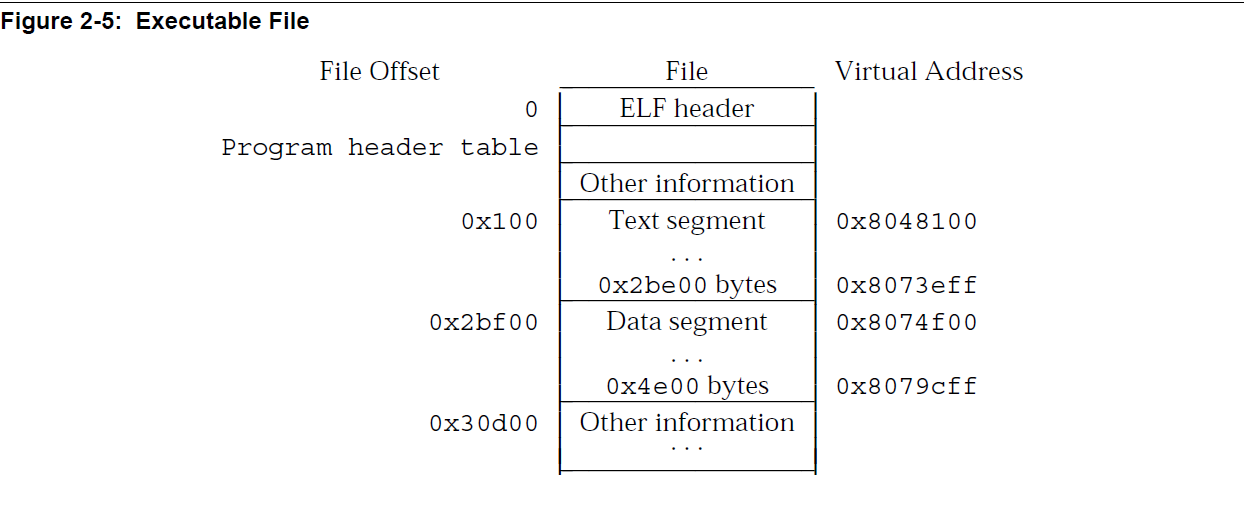 Figure 2-5: Executable File
File Offset File Virtual Address
0 ELF header
Program header table
Other information
0x100 Text segment 0x8048100
. . .
0x2be00 bytes 0x8073eff
0x2bf00 Data segment 0x8074f00
. . .
0x4e00 bytes 0x8079cff
0x30d00 Other information
. . .